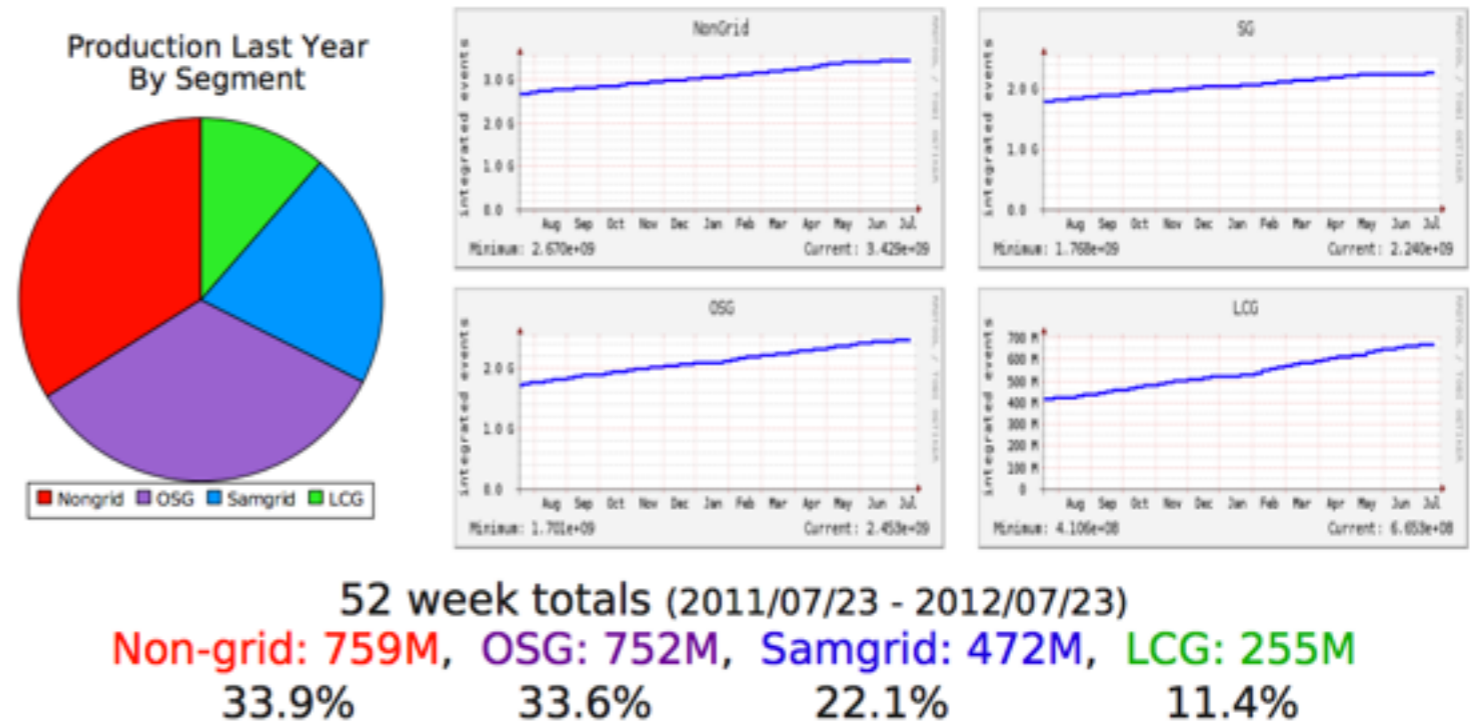 Production Last Year
By Segment
Nongrid OSG Samgrid LCG
NonGrid
integrated events
3.0 G
2.0 G
1.0 G
0.0
Aug Sep Oct Nov Dec Jan Feb Mar Apr May Jun Jul
Minimum: 2.670e+09 Current: 3.429e+09
SG
integrated events
2.0 G
1.0 G
0.0
Aug Sep Oct Nov Dec Jan Feb Mar Apr May Jun Jul
Minimum: 1.768e+09 Current: 2.240e+09
OSG
integrated events
2.0 G
1.0 G
0.0
Aug Sep Oct Nov Dec Jan Feb Mar Apr May Jun Jul
Minimum: 1.701e+09 Current: 2.453e+09
LCG
integrated events
700 M
600 M
500 M
400 M
300 M
200 M
100 M
0
Aug Sep Oct Nov Dec Jan Feb Mar Apr May Jun Jul
Minimum: 4.106e+08 Current: 6.653e+08
52 week totals (2011/07/23 - 2012/07/23)
Non-grid: 759M, OSG: 752M, Samgrid: 472M, LCG: 255M
33.9% 33.6% 22.1% 11.4%